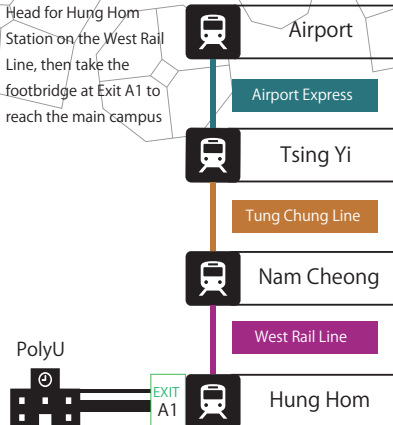 Head for Hung Hom
Station on the West Rail
Line, then take the
footbridge at Exit A1 to
reach the main campus
Airport
Airport Express
Tsing Yi
Tung Chung Line
Nam Cheong
West Rail Line
PolyU
EXIT
A1
Hung Hom